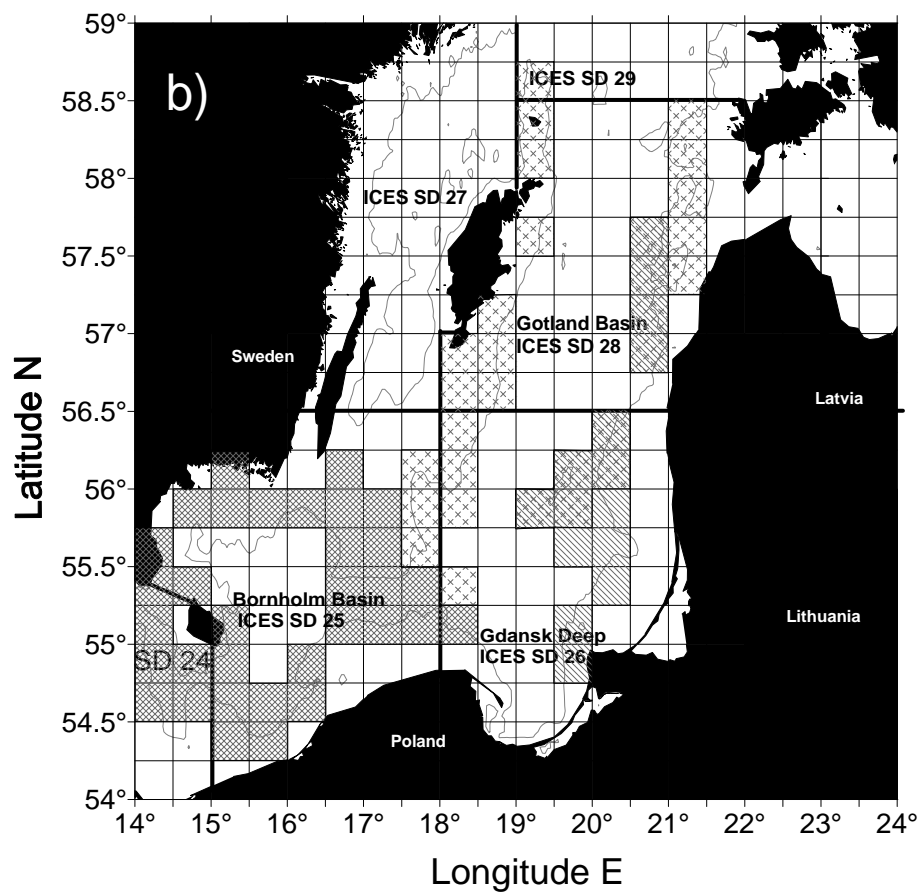 b)
59°
58.5°
58°
57.5°
57°
56.5°
56°
55.5°
55°
54.5°
54°
Latitude N
ICES SD 29
ICES SD 27
Gotland Basin
ICES SD 28
Sweden
Latvia
Bornholm Basin
ICES SD 25
Lithuania
Gdansk Deep
ICES SD 26
SD 24
Poland
14° 15° 16° 17° 18° 19° 20° 21° 22° 23° 24°
Longitude E